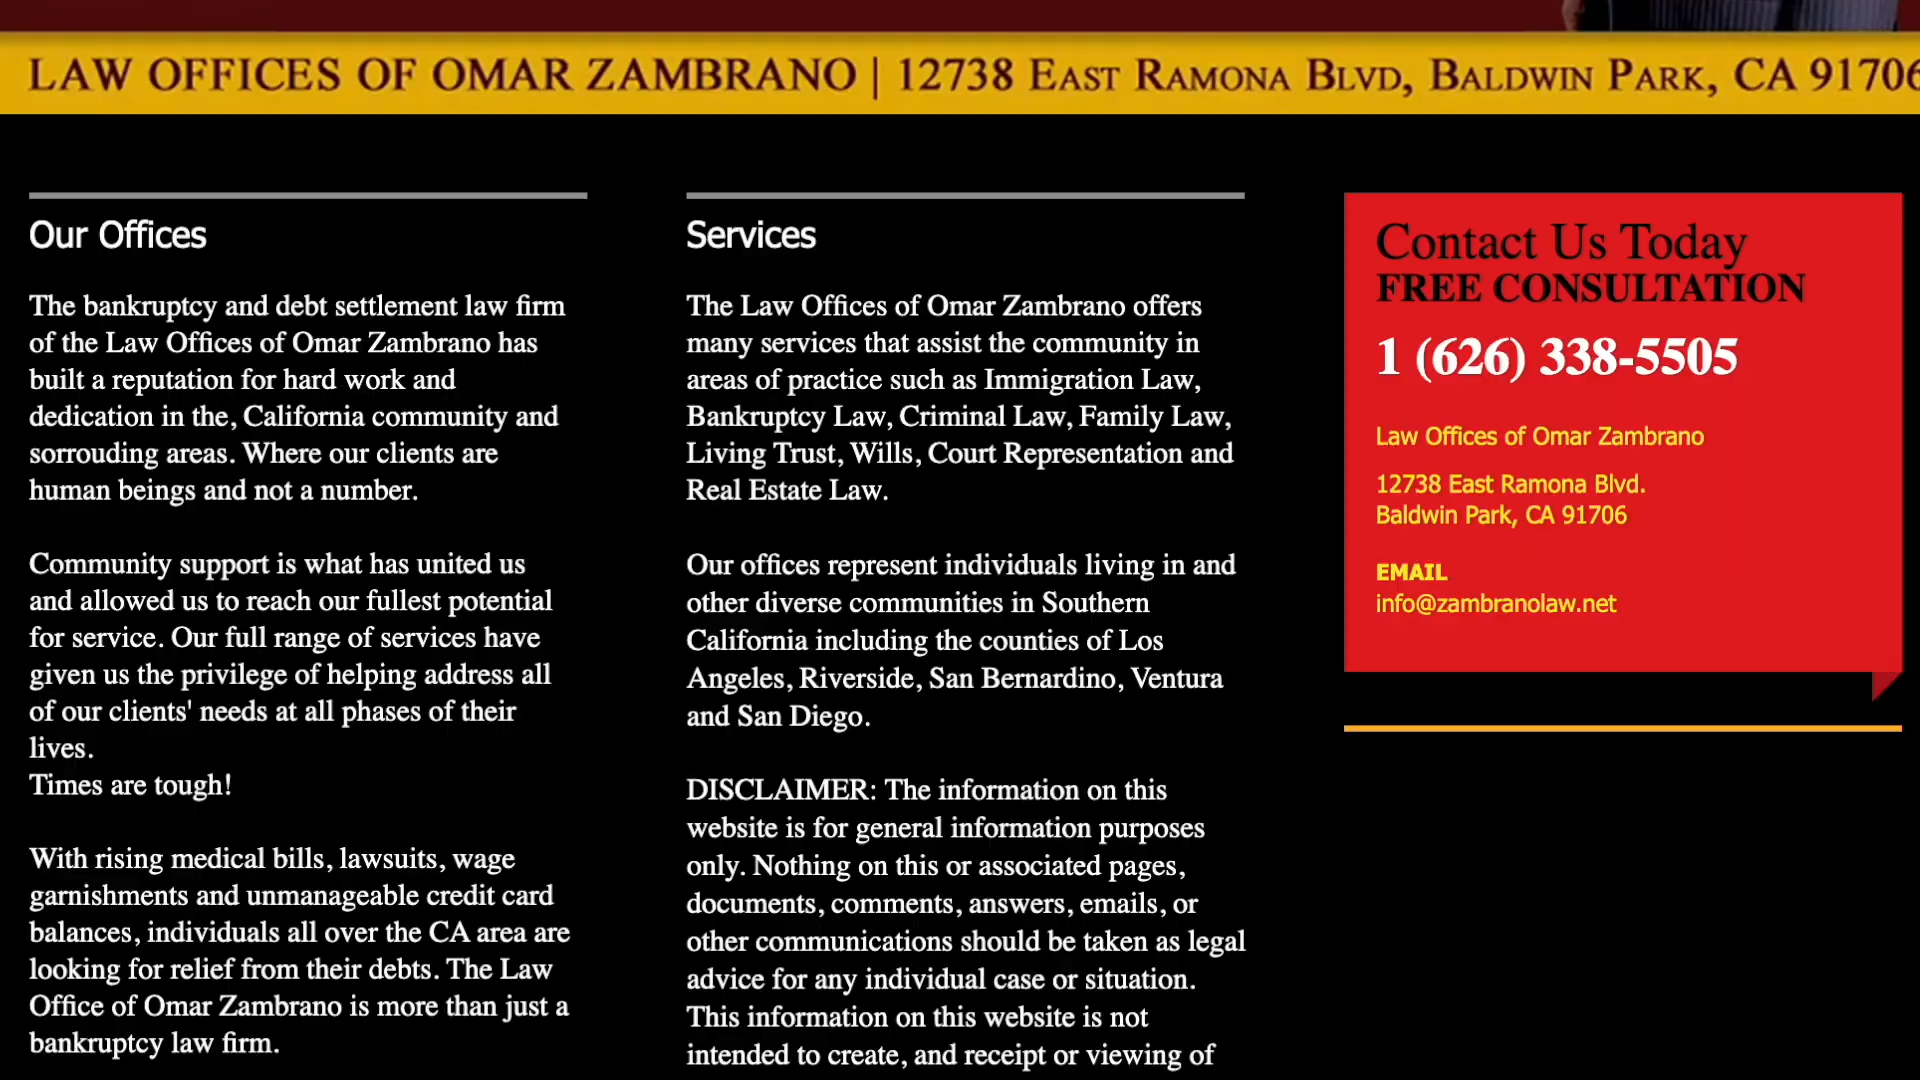 LAW OFFICES OF OMAR ZAMBRANO | 12738 EAST RAMONA BLVD, BALDWIN PARK, CA 91706
Our Offices
The bankruptcy and debt settlement law firm
of the Law Offices of Omar Zambrano has
built a reputation for hard work and
dedication in the, California community and
sorrouding areas. Where our clients are
human beings and not a number.
Community support is what has united us
and allowed us to reach our fullest potential
for service. Our full range of services have
given us the privilege of helping address all
of our clients' needs at all phases of their
lives.
Times are tough!
With rising medical bills, lawsuits, wage
garnishments and unmanageable credit card
balances, individuals all over the CA area are
looking for relief from their debts. The Law
Office of Omar Zambrano is more than just a
bankruptcy law firm.
Services
The Law Offices of Omar Zambrano offers
many services that assist the community in
areas of practice such as Immigration Law,
Bankruptcy Law, Criminal Law, Family Law,
Living Trust, Wills, Court Representation and
Real Estate Law.
Our offices represent individuals living in and
other diverse communities in Southern
California including the counties of Los
Angeles, Riverside, San Bernardino, Ventura
and San Diego.
DISCLAIMER: The information on this
website is for general information purposes
only. Nothing on this or associated pages,
documents, comments, answers, emails, or
other communications should be taken as legal
advice for any individual case or situation.
This information on this website is not
intended to create, and receipt or viewing of
Contact Us Today
FREE CONSULTATION
1 (626) 338-5505
Law Offices of Omar Zambrano
12738 East Ramona Blvd.
Baldwin Park, CA 91706
EMAIL
info@zambranolaw.net